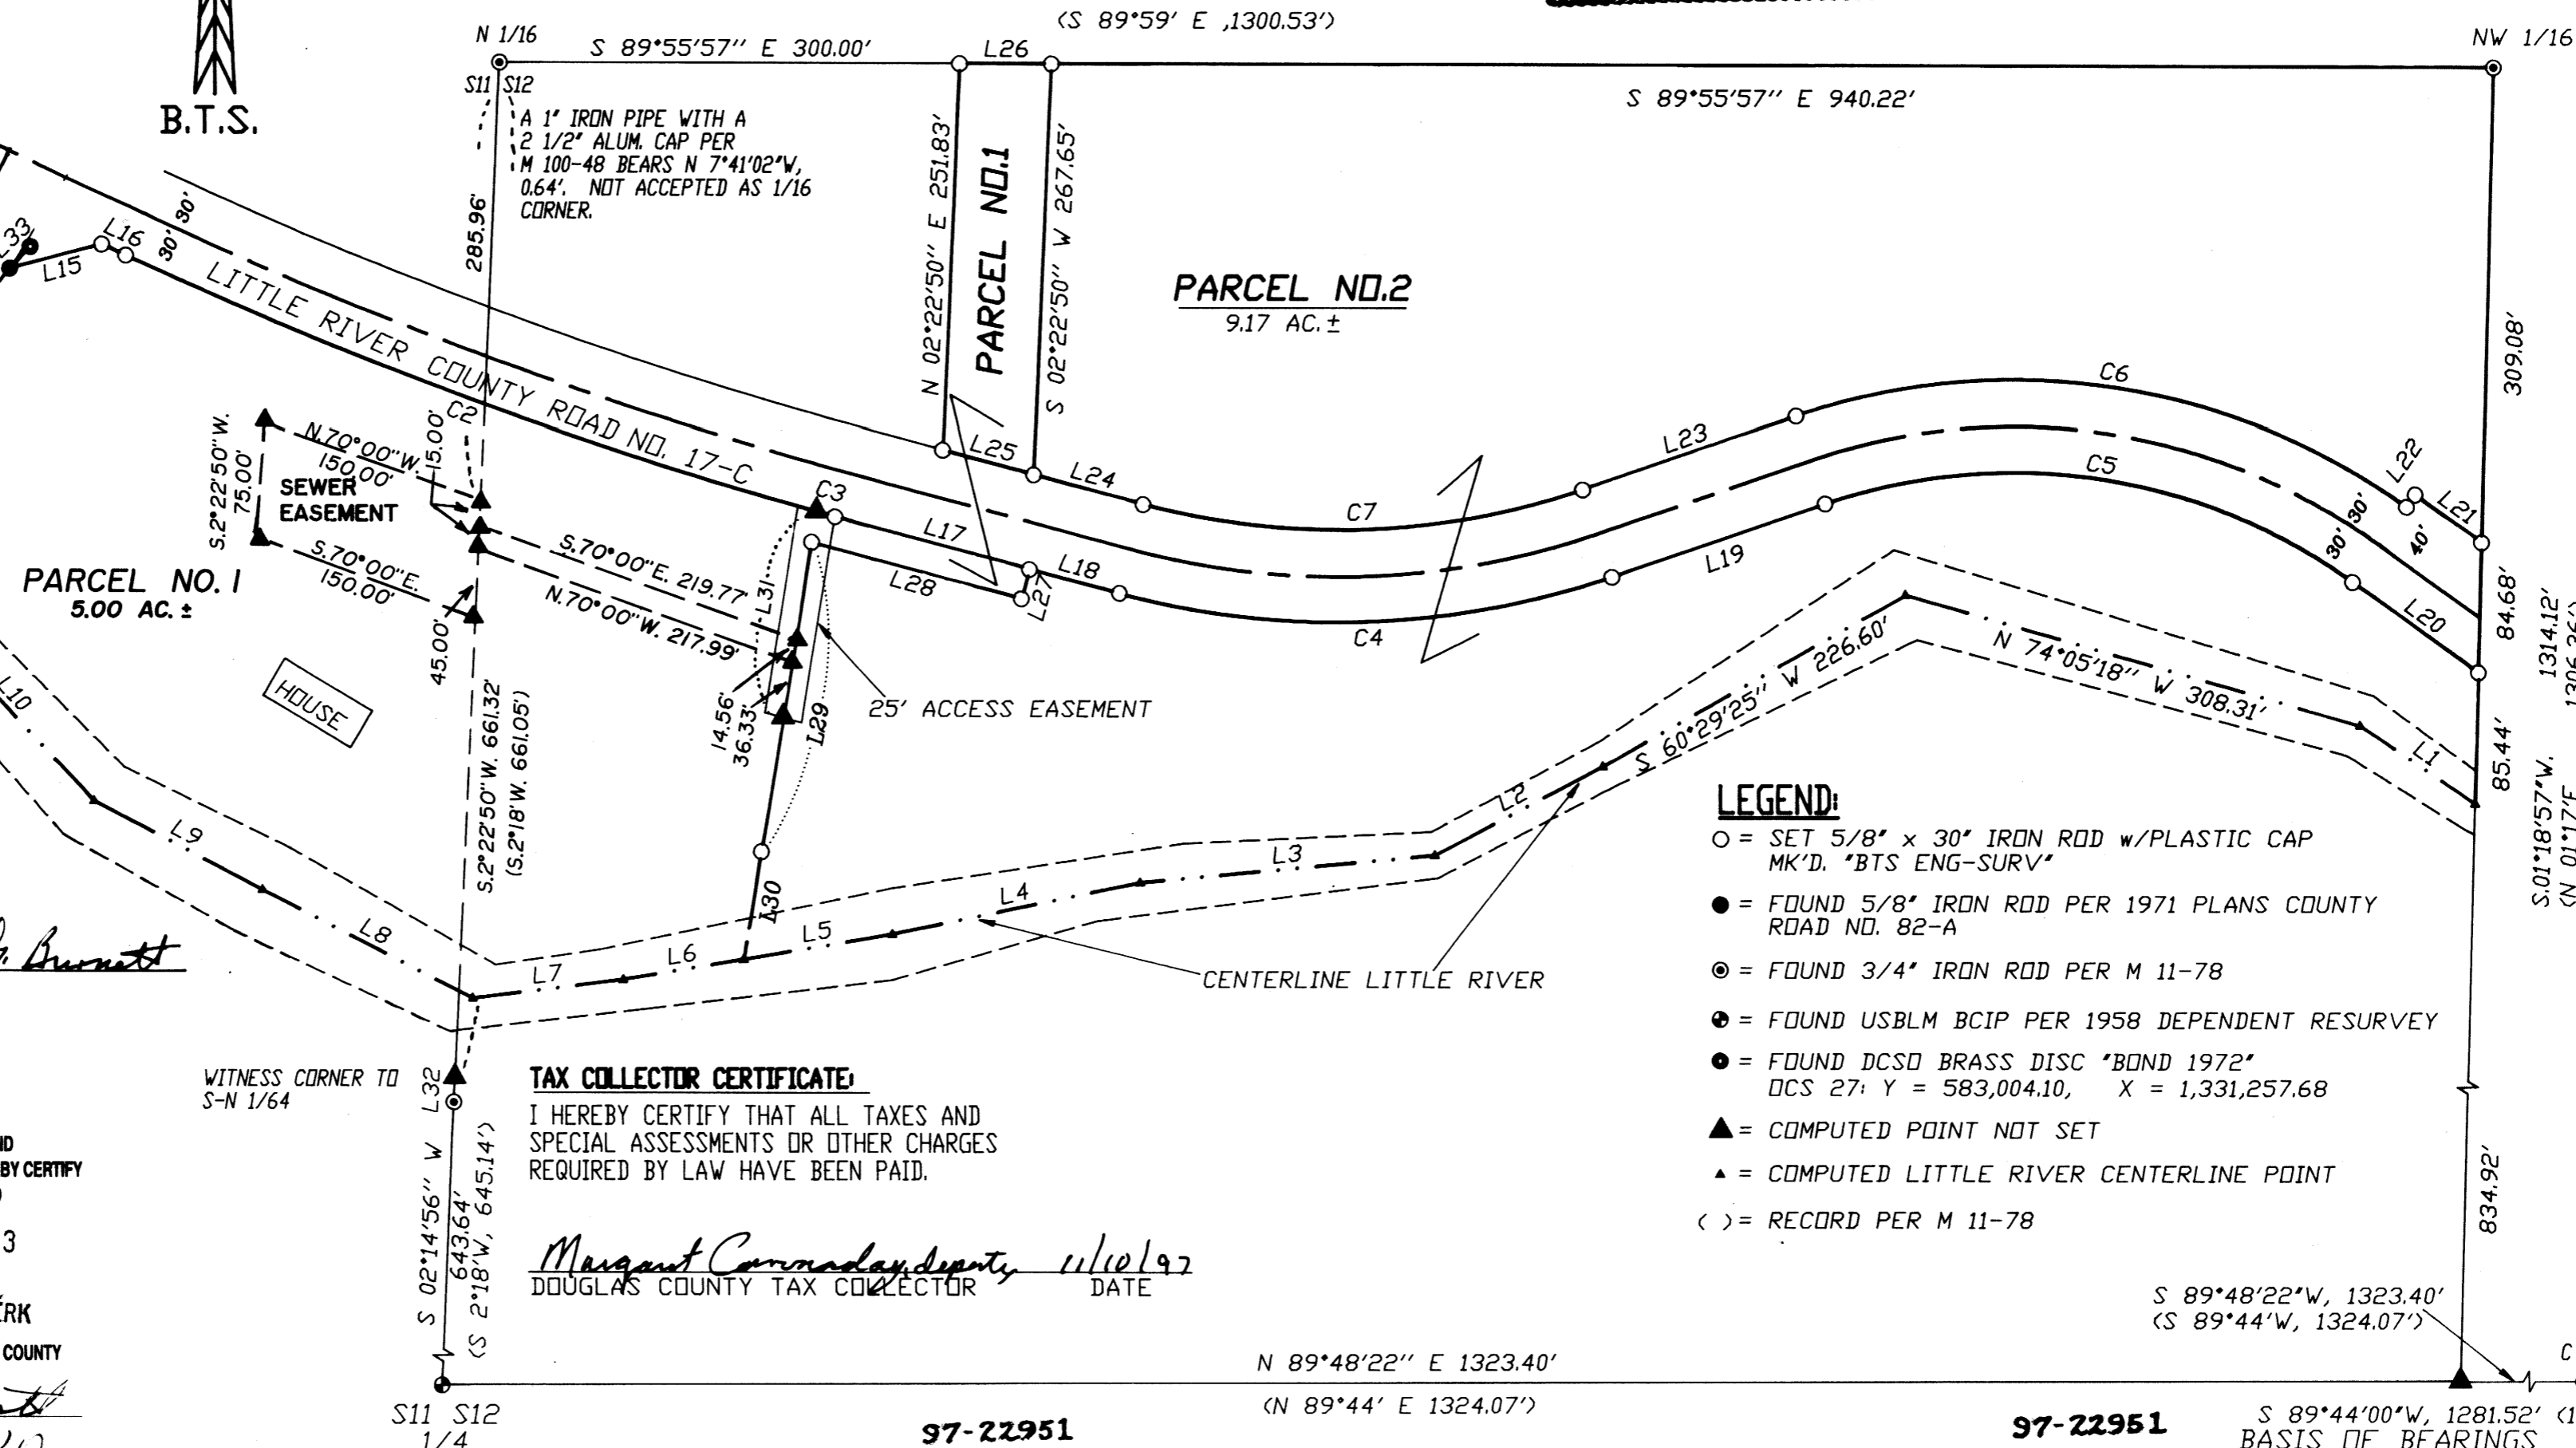 (S 89°59' E ,1300.53')
N 1/16
S 89°55'57" E 300.00'
L26
NW 1/16
S11 S12
S 89°55'57" E 940.22'
B.T.S.
A 1" IRON PIPE WITH A
2 1/2" ALUM. CAP PER
M 100-48 BEARS N 7°41'02"W,
0.64'. NOT ACCEPTED AS 1/16
CORNER.
285.96'
N 02°22'50" E 251.83'
PARCEL NO.1
S 02°22'50" W 267.65'
PARCEL NO.2
9.17 AC. ±
309.08'
L33
L15
L16
30'
30'
LITTLE RIVER COUNTY ROAD NO. 17-C
C2
15.00'
C3
L25
L24
C7
L23
C6
L22
L21
C5
30'
30'
40'
L20
84.68'
L17
L18
L27
L28
C4
L19
N.70°00"W.
150.00'
S.2°22'50"W.
75.00'
SEWER
EASEMENT
S.70°00"E.
150.00'
45.00'
S.70°00"E. 219.77'
N.70°00"W. 217.99'
L31
14.56'
36.33'
L29
25' ACCESS EASEMENT
PARCEL NO. 1
5.00 AC. ±
HOUSE
S.2°22'50"W. 661.32'
(S.2°18'W. 661.05')
S 60°29'25" W 226.60'
N 74°05'18" W 308.31'
L1
85.44'
1314.12'
S.01°18'57"W.
L10
L9
L8
L7
L6
L5
L4
L3
L2
L30
CENTERLINE LITTLE RIVER
LEGEND:
= SET 5/8" x 30" IRON ROD w/PLASTIC CAP
MK'D. "BTS ENG-SURV"
= FOUND 5/8" IRON ROD PER 1971 PLANS COUNTY
ROAD NO. 82-A
= FOUND 3/4" IRON ROD PER M 11-78
= FOUND USBLM BCIP PER 1958 DEPENDENT RESURVEY
= FOUND DCSO BRASS DISC "BOND 1972"
OCS 27: Y = 583,004.10, X = 1,331,257.68
▲ = COMPUTED POINT NOT SET
▲ = COMPUTED LITTLE RIVER CENTERLINE POINT
( ) = RECORD PER M 11-78
834.92'
Burnett
WITNESS CORNER TO
S-N 1/64
S 02°14'56" W L32
643.64'
(S 2°18'W, 645.14')
TAX COLLECTOR CERTIFICATE:
I HEREBY CERTIFY THAT ALL TAXES AND
SPECIAL ASSESSMENTS OR OTHER CHARGES
REQUIRED BY LAW HAVE BEEN PAID.
Margaret deputy 11/10/97
DOUGLAS COUNTY TAX COLLECTOR DATE
BY CERTIFY
3
COUNTY
S 89°48'22"W, 1323.40'
(S 89°44'W, 1324.07')
N 89°48'22" E 1323.40'
(N 89°44' E 1324.07')
S11 S12
1/4
97-22951
97-22951
S 89°44'00"W, 1281.52'
BASIS OF BEARINGS